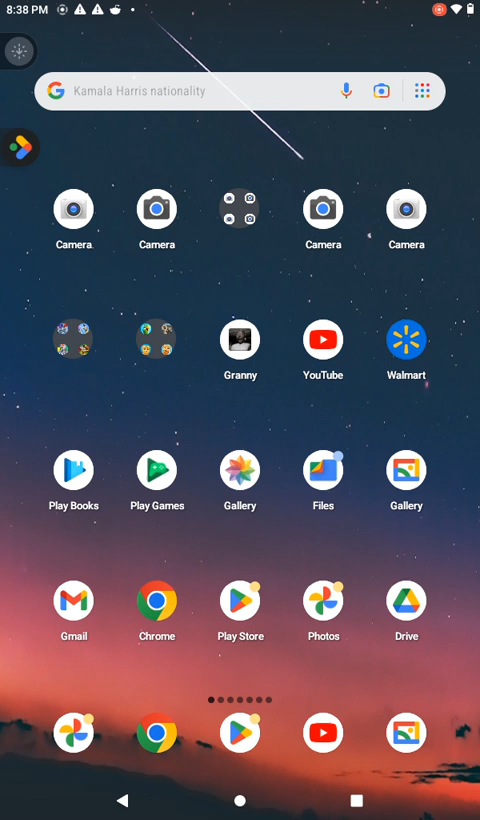 8:38 PM
Kamala Harris nationality
Camera
Camera
Camera
Camera
Granny
YouTube
Walmart
Play Books
Play Games
Gallery
Files
Gallery
Gmail
Chrome
Play Store
Photos
Drive